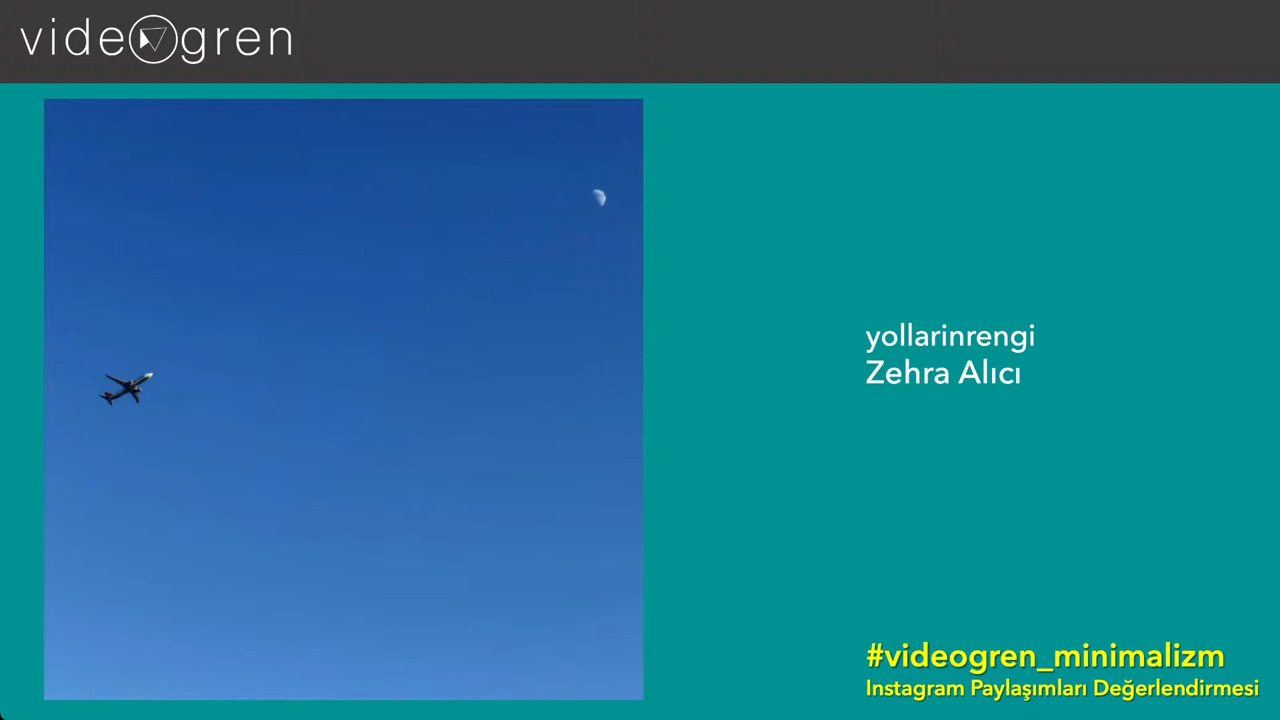 videogren
yollarinrengi
Zehra Alıcı
#videogren_minimalizm
Instagram Paylaşımları Değerlendirmesi